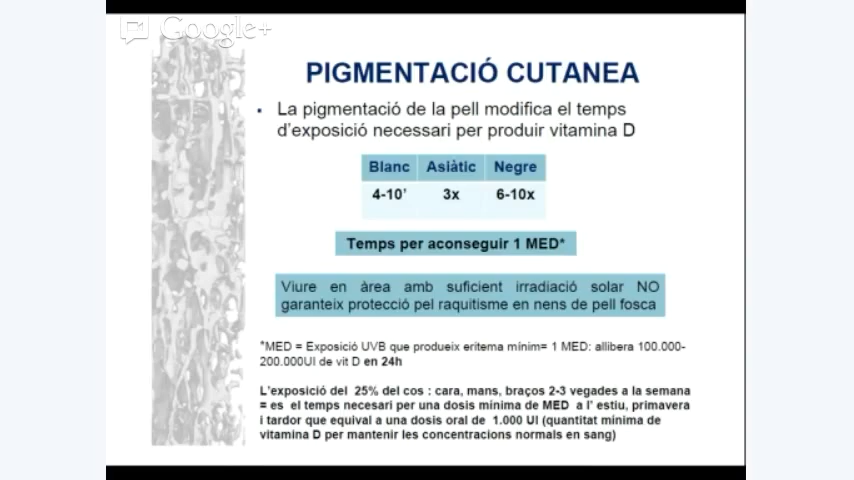 Google+
PIGMENTACIÓ CUTANEA
▪ La pigmentació de la pell modifica el temps
d'exposició necessari per produir vitamina D
Blanc Asiàtic Negre
4-10' 3x 6-10x
Temps per aconseguir 1 MED*
Viure en àrea amb suficient irradiació solar NO
garanteix protecció pel raquitisme en nens de pell fosca
*MED = Exposició UVB que produeix eritema mínim= 1 MED: allibera 100.000-
200.000UI de vit D en 24h
L'exposició del 25% del cos : cara, mans, braços 2-3 vegades a la semana
= es el temps necesari per una dosis mínima de MED a l' estiu, primavera
i tardor que equival a una dosis oral de 1.000 UI (quantitat mínima de
vitamina D per mantenir les concentracions normals en sang)